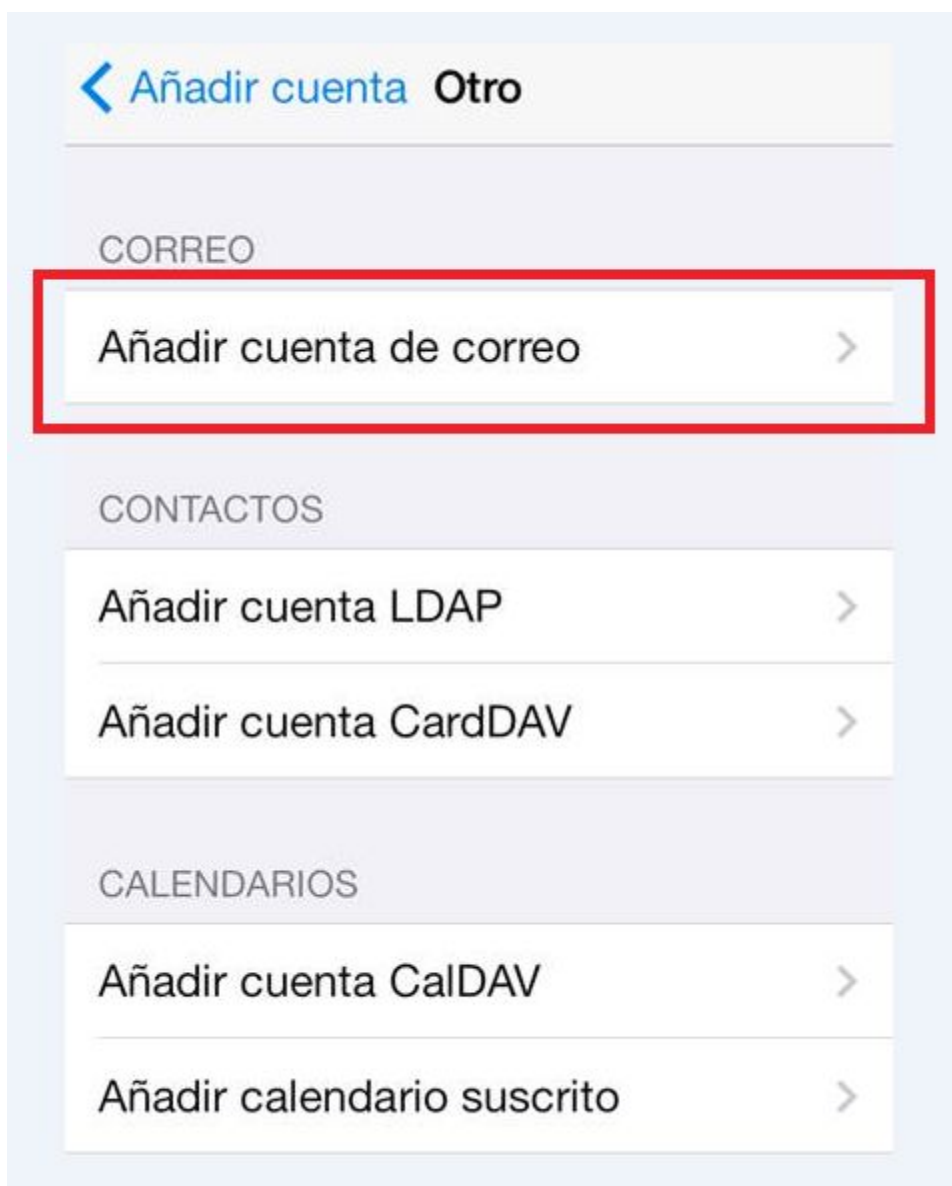 Añadir cuenta Otro
CORREO
Añadir cuenta de correo
CONTACTOS
Añadir cuenta LDAP
Añadir cuenta CardDAV
CALENDARIOS
Añadir cuenta CalDAV
Añadir calendario suscrito